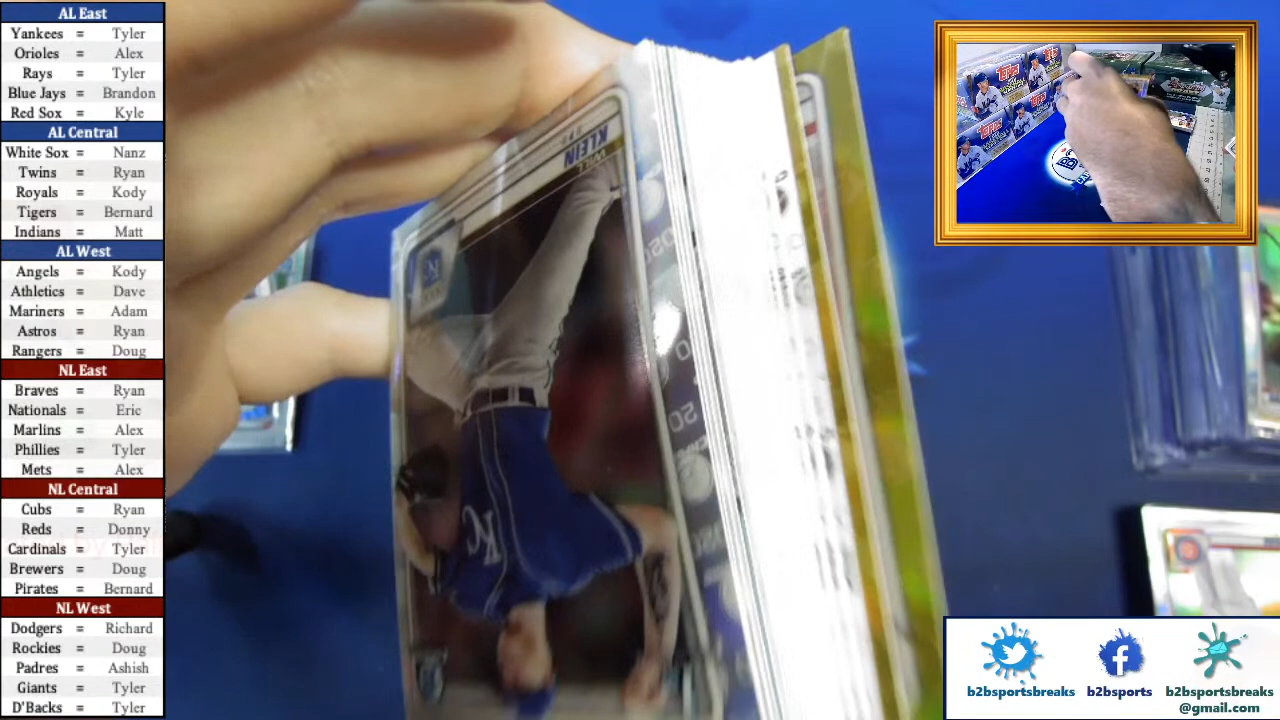 AL East
Yankees = Tyler
Orioles = Alex
Rays = Tyler
Blue Jays = Brandon
Red Sox = Kyle
AL Central
White Sox = Nanz
Twins = Ryan
Royals = Kody
Tigers = Bernard
Indians = Matt
AL West
Angels = Kody
Athletics = Dave
Mariners = Adam
Astros = Ryan
Rangers = Doug
NL East
Braves = Ryan
Nationals = Eric
Marlins = Alex
Phillies = Tyler
Mets = Alex
NL Central
Cubs = Ryan
Reds = Donny
Cardinals = Tyler
Brewers = Doug
Pirates = Bernard
NL West
Dodgers = Richard
Rockies = Doug
Padres = Ashish
Giants = Tyler
D'Backs = Tyler
WILL
KLEIN
KC
TOPPS
b2bsportsbreaks
b2bsports
b2bsportsbreaks
@gmail.com